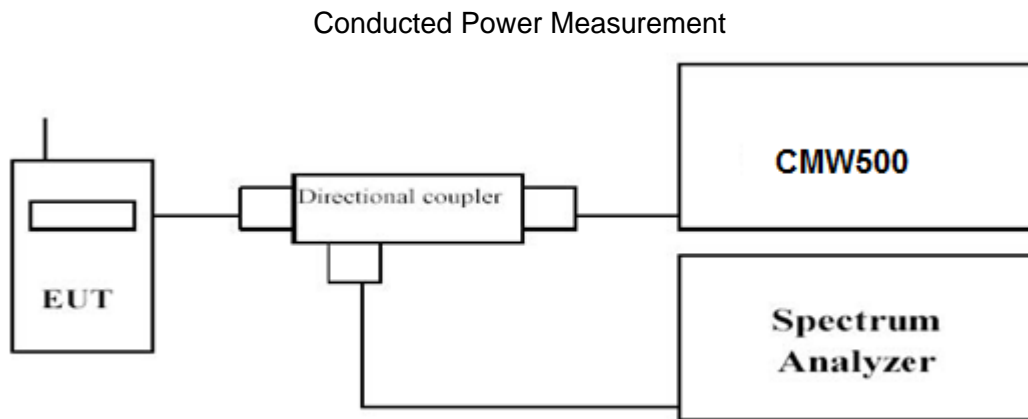 Conducted Power Measurement
CMW500
Directional coupler
EUT
Spectrum
Analyzer